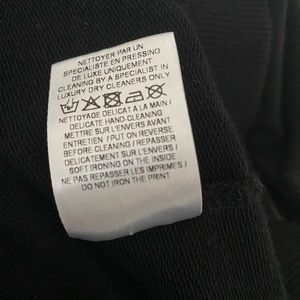 NETTOYER PAR UN
SPECIALISTE EN PRESSING
DE LUXE UNIQUEMENT
CLEANING BY A SPECIALIST IN
LUXURY DRY CLEANERS ONLY
NETTOYAGE DELICAT A LA MAIN /
DELICATE HAND-CLEANING
METTRE SUR L'ENVERS AVANT
ENTRETIEN / PUT ON REVERSE
BEFORE CLEANING / REPASSER
DELICATEMENT SUR L'ENVERS /
SOFT IRONING ON THE INSIDE
NE PAS REPASSER L'IMPRIME /
DO NOT IRON THE PRINT